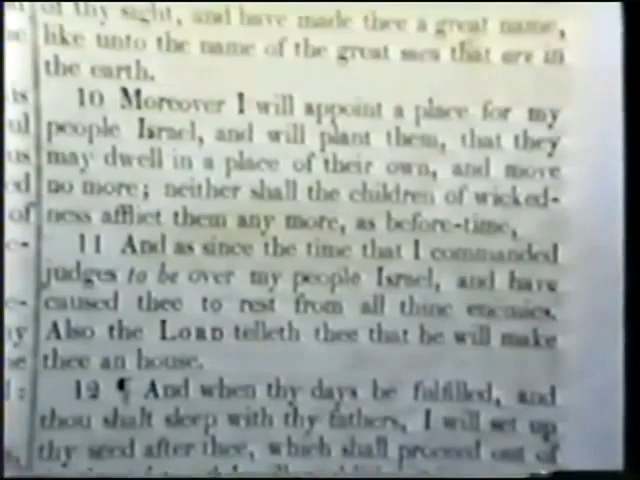 of thy sight, and have made thee a great name,
like unto the name of the great men that are in
the earth.
10 Moreover I will appoint a place for my
people Israel, and will plant them, that they
may dwell in a place of their own, and move
no more; neither shall the children of wicked-
ness afflict them any more, as before-time,
11 And as since the time that I commanded
judges to be over my people Israel, and have
caused thee to rest from all thine enemies.
Also the LORD telleth thee that he will make
thee an house.
12 ¶ And when thy days be fulfilled, and
thou shalt sleep with thy fathers, I will set up
thy seed after thee, which shall proceed out of